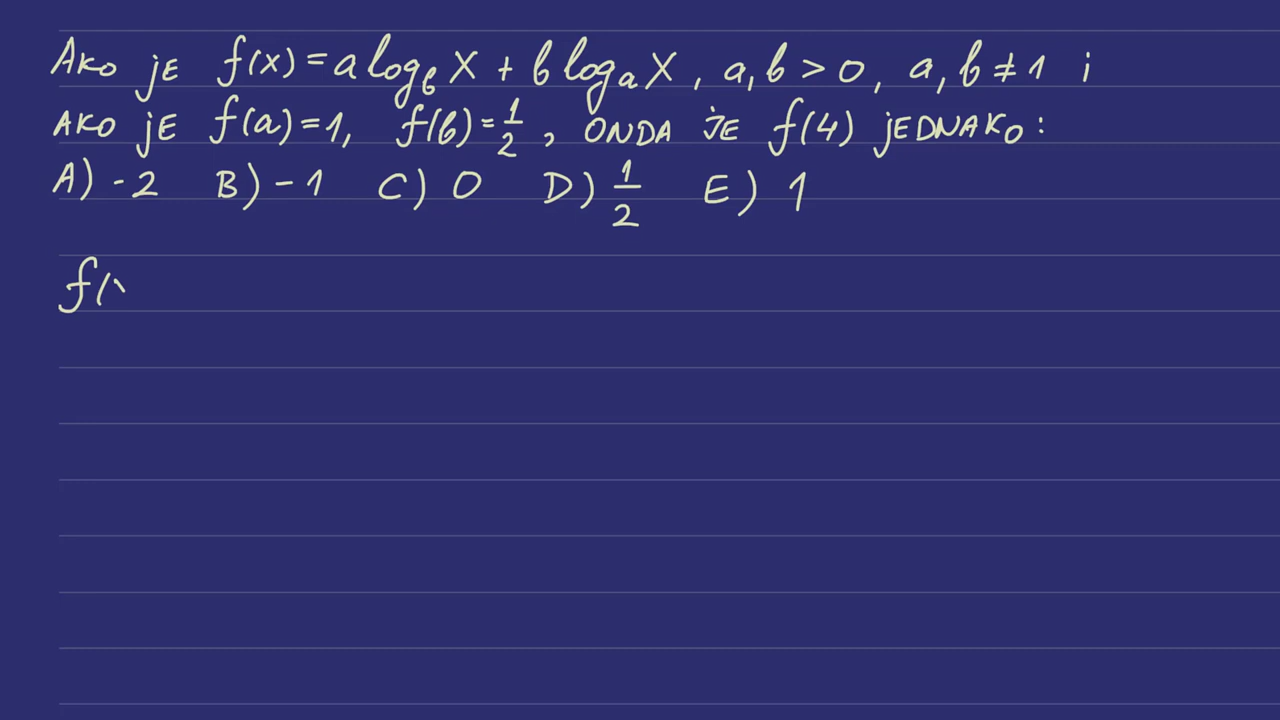 Ako je f(x) = a log_b x + b log_a x, a, b > 0, a, b ≠ 1 i
ako je f(a) = 1, f(b) = 1/2, onda je f(4) jednako:
A) -2 B) -1 C) 0 D) 1/2 E) 1
f(